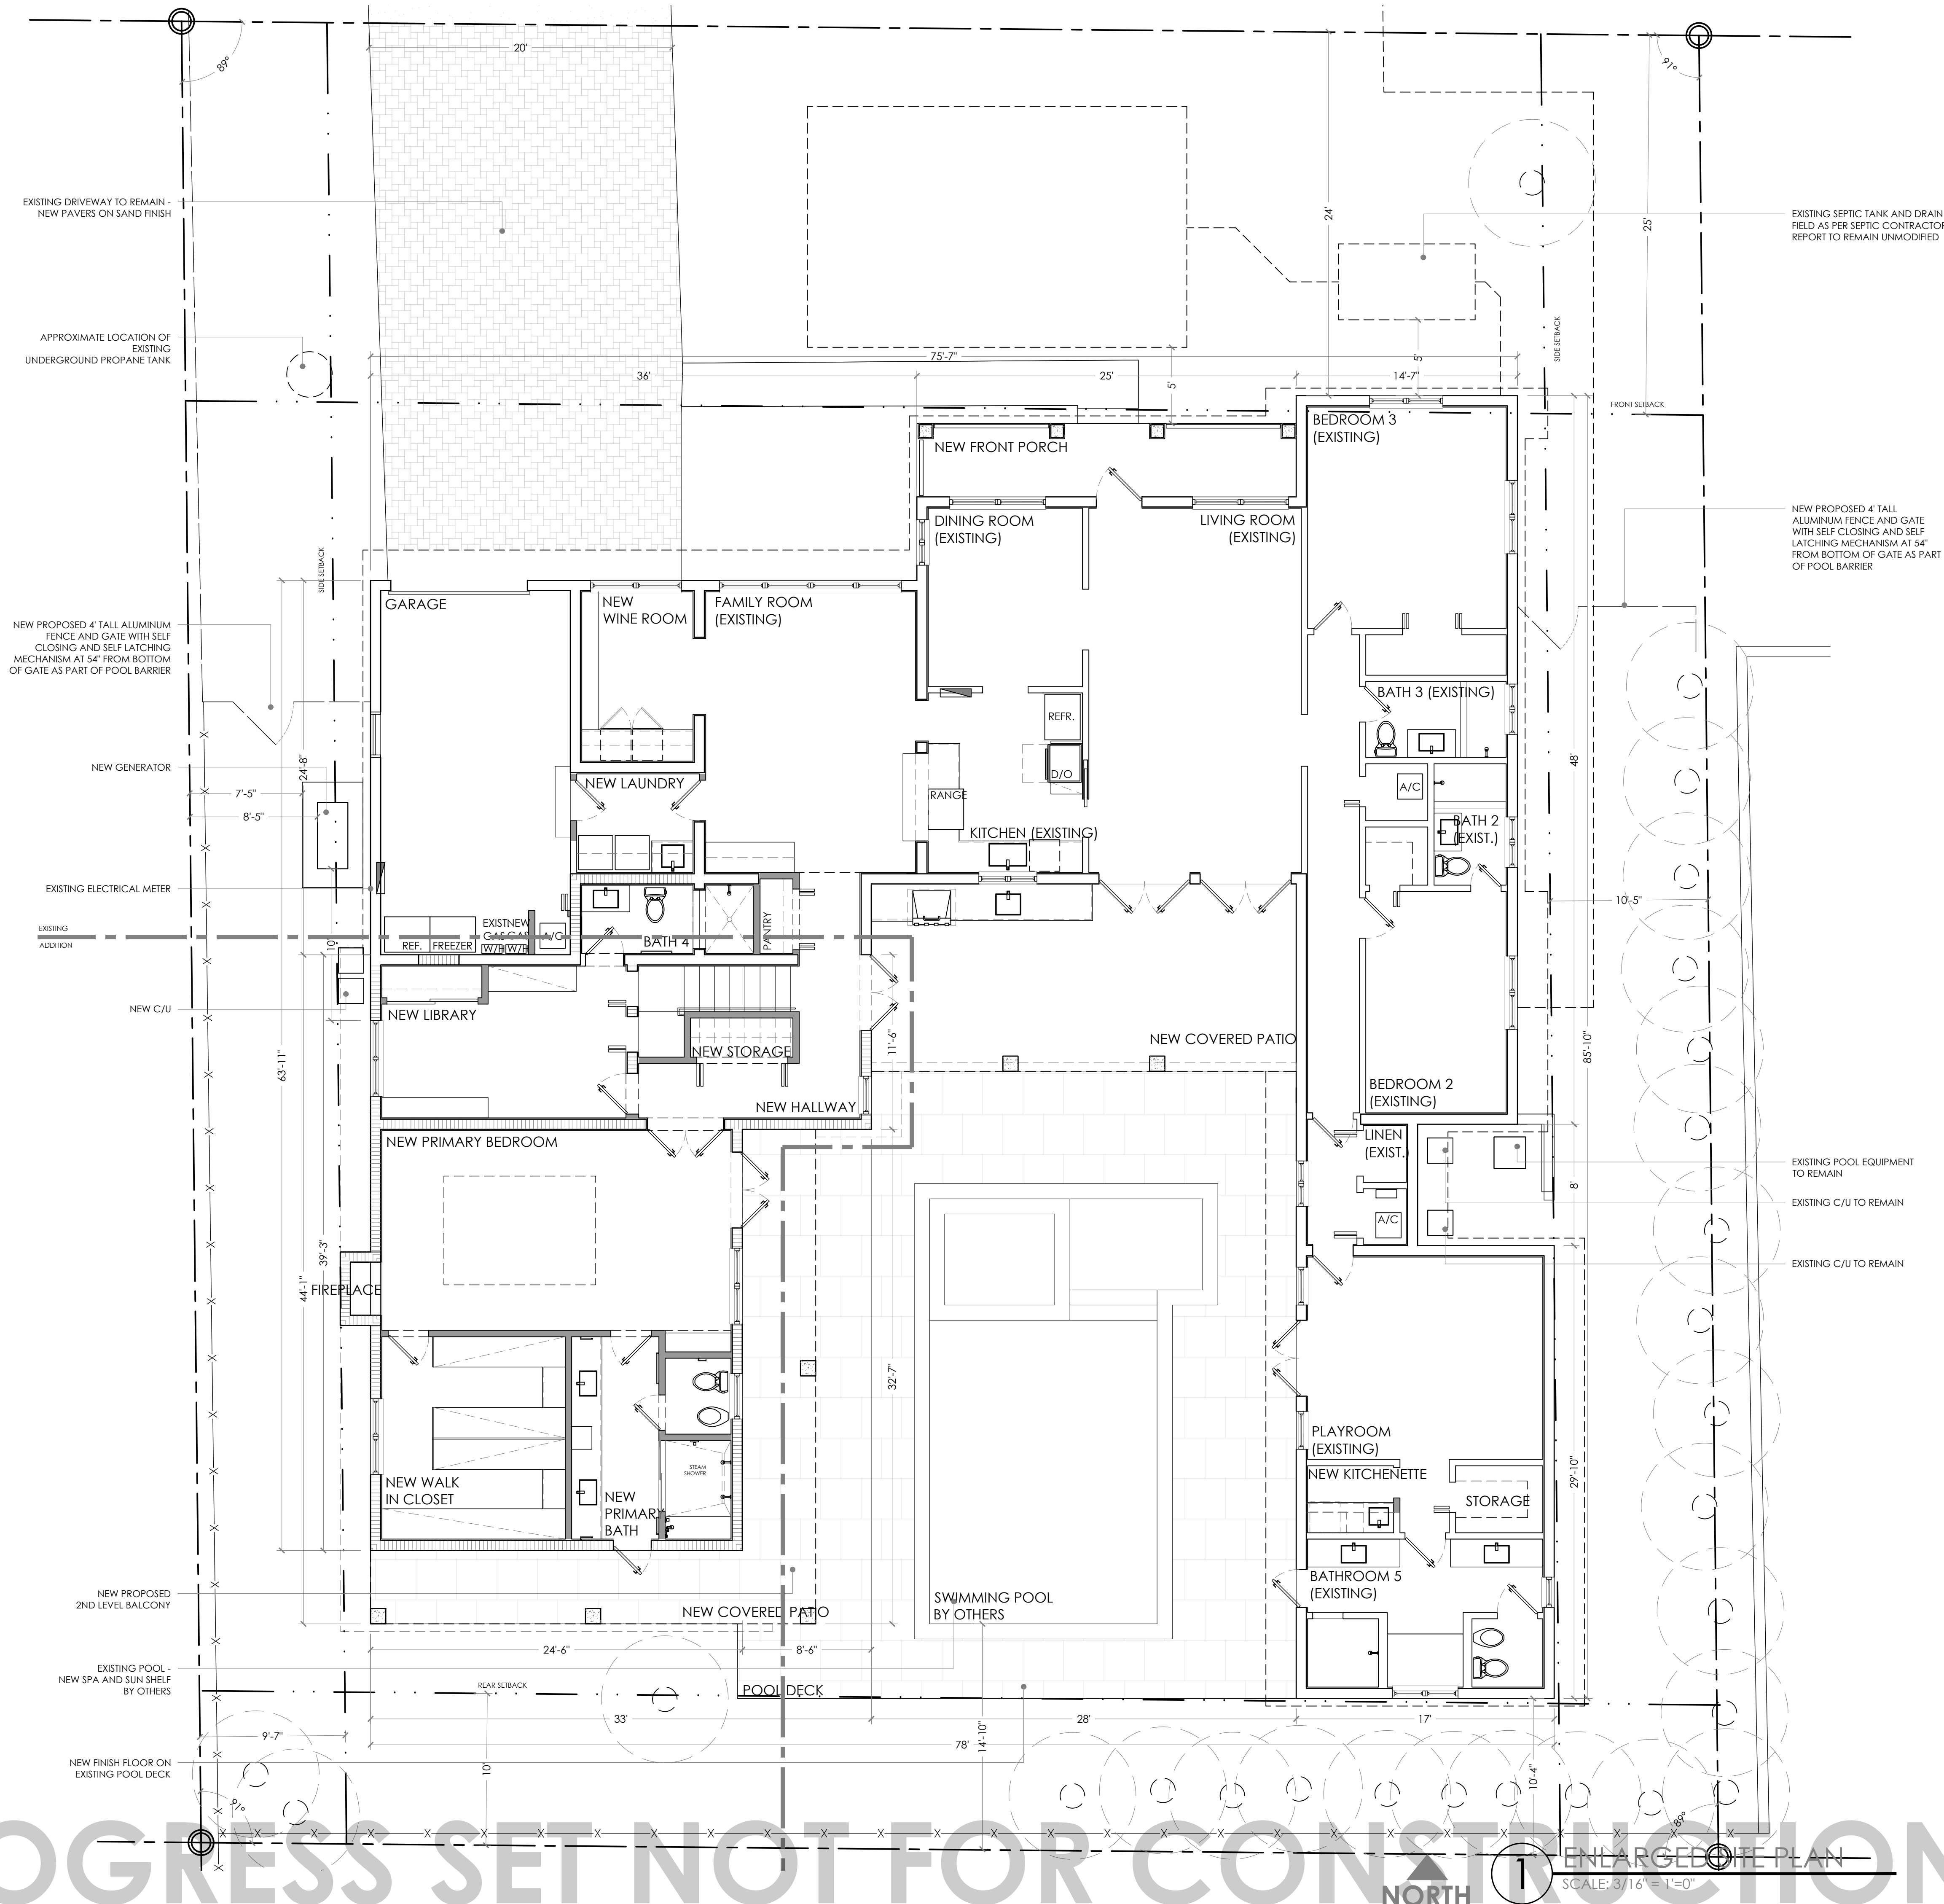 20'
89°
91°
EXISTING DRIVEWAY TO REMAIN -
NEW PAVERS ON SAND FINISH
24'
25'
EXISTING SEPTIC TANK AND DRAIN
FIELD AS PER SEPTIC CONTRACTOR
REPORT TO REMAIN UNMODIFIED
APPROXIMATE LOCATION OF
EXISTING
UNDERGROUND PROPANE TANK
SIDE SETBACK
75'-7"
5'
5'
36'
25'
14'-7"
FRONT SETBACK
BEDROOM 3
(EXISTING)
NEW FRONT PORCH
DINING ROOM
(EXISTING)
LIVING ROOM
(EXISTING)
NEW PROPOSED 4' TALL
ALUMINUM FENCE AND GATE
WITH SELF CLOSING AND SELF
LATCHING MECHANISM AT 54"
FROM BOTTOM OF GATE AS PART
OF POOL BARRIER
SIDE SETBACK
GARAGE
NEW
WINE ROOM
FAMILY ROOM
(EXISTING)
NEW PROPOSED 4' TALL ALUMINUM
FENCE AND GATE WITH SELF
CLOSING AND SELF LATCHING
MECHANISM AT 54" FROM BOTTOM
OF GATE AS PART OF POOL BARRIER
BATH 3 (EXISTING)
REFR.
48'
NEW GENERATOR
24'-8"
7'-5"
8'-5"
NEW LAUNDRY
D/O
RANGE
A/C
KITCHEN (EXISTING)
BATH 2
(EXIST.)
EXISTING ELECTRICAL METER
10'-5"
EXISTING
ADDITION
10'
REF.
FREEZER
A/C
BATH 4
PANTRY
NEW C/U
NEW LIBRARY
NEW STORAGE
11'-6"
NEW COVERED PATIO
63'-11"
85'-10"
BEDROOM 2
(EXISTING)
NEW HALLWAY
NEW PRIMARY BEDROOM
LINEN
(EXIST.)
EXISTING POOL EQUIPMENT
TO REMAIN
8'
EXISTING C/U TO REMAIN
A/C
39'-3"
EXISTING C/U TO REMAIN
44'-1"
FIREPLACE
32'-7"
PLAYROOM
(EXISTING)
STEAM
SHOWER
NEW KITCHENETTE
29'-10"
NEW WALK
IN CLOSET
NEW
PRIMARY
BATH
STORAGE
BATHROOM 5
(EXISTING)
NEW PROPOSED
2ND LEVEL BALCONY
NEW COVERED PATIO
SWIMMING POOL
BY OTHERS
24'-6"
8'-6"
EXISTING POOL -
NEW SPA AND SUN SHELF
BY OTHERS
REAR SETBACK
POOL DECK
33'
28'
17'
9'-7"
78'
14'-10"
NEW FINISH FLOOR ON
EXISTING POOL DECK
10'
10'-4"
91°
89°
OGRESS SET NOT FOR CONSTRUCTION
NORTH
1
ENLARGED SITE PLAN
SCALE: 3/16" = 1'=0"